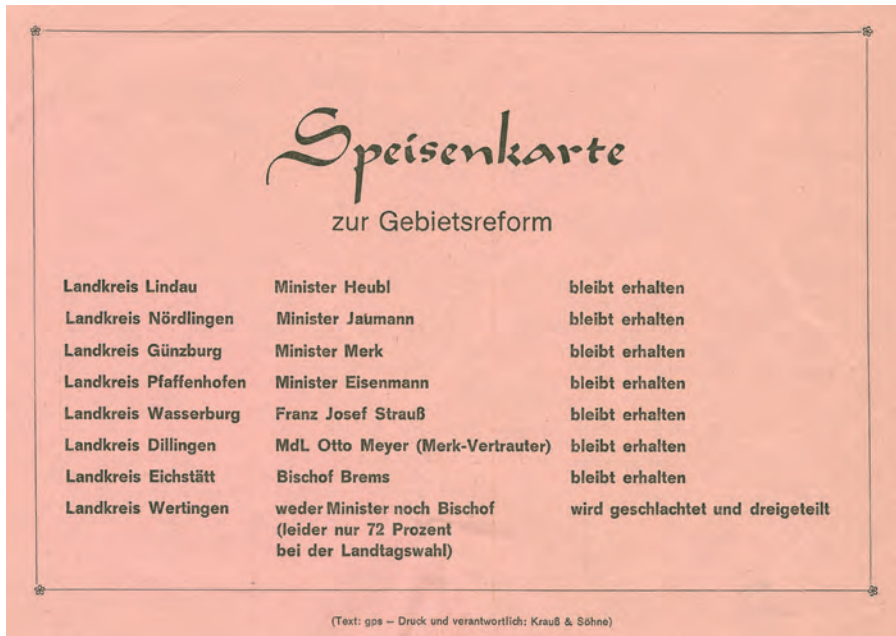 Speisenkarte
zur Gebietsreform
Landkreis Lindau Minister Heubl bleibt erhalten
Landkreis Nördlingen Minister Jaumann bleibt erhalten
Landkreis Günzburg Minister Merk bleibt erhalten
Landkreis Pfaffenhofen Minister Eisenmann bleibt erhalten
Landkreis Wasserburg Franz Josef Strauß bleibt erhalten
Landkreis Dillingen MdL Otto Meyer (Merk-Vertrauter) bleibt erhalten
Landkreis Eichstätt Bischof Brems bleibt erhalten
Landkreis Wertingen weder Minister noch Bischof wird geschlachtet und dreigeteilt
(leider nur 72 Prozent
bei der Landtagswahl)
(Text: gps – Druck und verantwortlich: Krauß & Söhne)